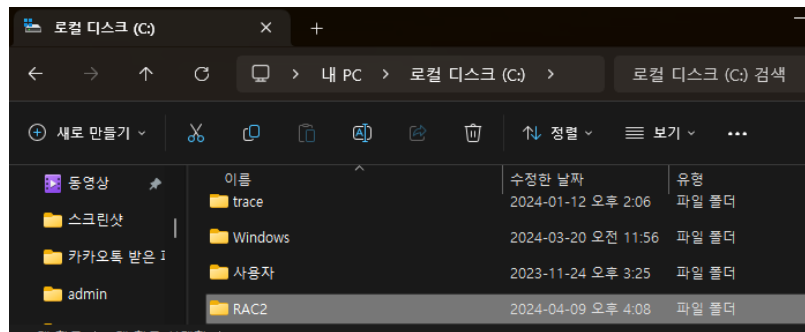 로컬 디스크 (C:)
내 PC > 로컬 디스크 (C:) > 로컬 디스크 (C:) 검색
새로 만들기 정렬 보기 ...
이름 수정한 날짜 유형
동영상
스크린샷
카카오톡 받은
admin
trace 2024-01-12 오후 2:06 파일 폴더
Windows 2024-03-20 오전 11:56 파일 폴더
사용자 2023-11-24 오후 3:25 파일 폴더
RAC2 2024-04-09 오후 4:08 파일 폴더